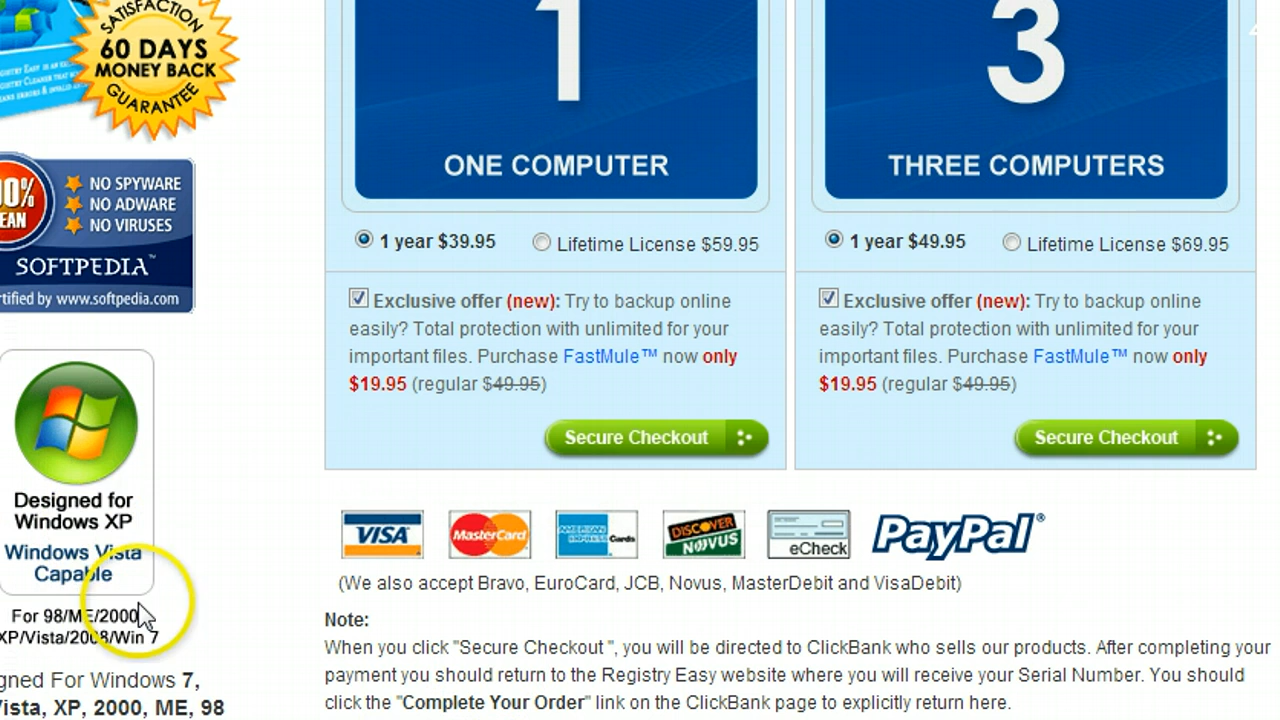 SATISFACTION
60 DAYS
MONEY BACK
GUARANTEE
NO SPYWARE
NO ADWARE
NO VIRUSES
SOFTPEDIA™
by www.softpedia.com
Designed for
Windows XP
Windows Vista
Capable
For 98/ME/2000
XP/Vista/2008/Win 7
For Windows 7,
Vista, XP, 2000, ME, 98
1
ONE COMPUTER
1 year $39.95 Lifetime License $59.95
Exclusive offer (new): Try to backup online
easily? Total protection with unlimited for your
important files. Purchase FastMule™ now only
$19.95 (regular $49.95)
Secure Checkout
3
THREE COMPUTERS
1 year $49.95 Lifetime License $69.95
Exclusive offer (new): Try to backup online
easily? Total protection with unlimited for your
important files. Purchase FastMule™ now only
$19.95 (regular $49.95)
Secure Checkout
VISA MasterCard AMERICAN EXPRESS Cards DISCOVER NOVUS eCheck PayPal®
(We also accept Bravo, EuroCard, JCB, Novus, MasterDebit and VisaDebit)
Note:
When you click "Secure Checkout ", you will be directed to ClickBank who sells our products. After completing your
payment you should return to the Registry Easy website where you will receive your Serial Number. You should
click the "Complete Your Order" link on the ClickBank page to explicitly return here.